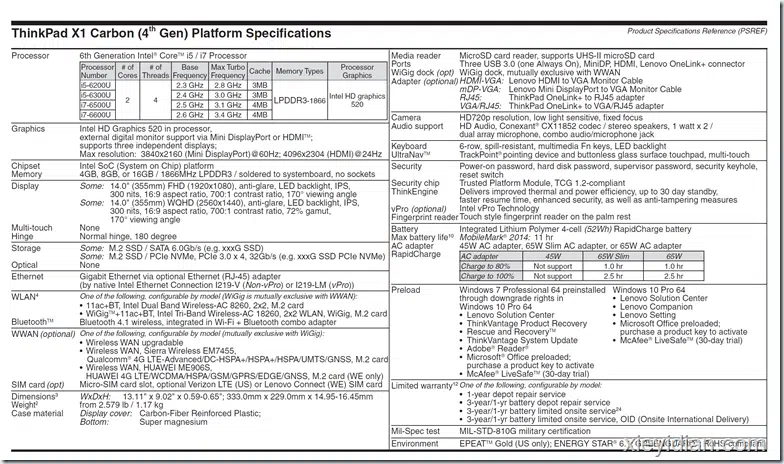 ThinkPad X1 Carbon (4th Gen) Platform Specifications
Product Specifications Reference (PSREF)
Processor 6th Generation Intel® Core™ i5 / i7 Processor
Processor Number # of Cores # of Threads Base Frequency Max Turbo Frequency Cache Memory Types Processor Graphics
i5-6200U 2 4 2.3 GHz 2.8 GHz 3MB LPDDR3-1866 Intel HD graphics 520
i5-6300U 2.4 GHz 3.0 GHz 3MB
i7-6500U 2.5 GHz 3.1 GHz 4MB
i7-6600U 2.6 GHz 3.4 GHz 4MB
Graphics Intel HD Graphics 520 in processor,
external digital monitor support via Mini DisplayPort or HDMI™;
supports three independent displays;
Max resolution: 3840x2160 (Mini DisplayPort)@60Hz; 4096x2304 (HDMI)@24Hz
Chipset Intel SoC (System on Chip) platform
Memory 4GB, 8GB, or 16GB / 1866MHz LPDDR3 / soldered to systemboard, no sockets
Display Some: 14.0" (355mm) FHD (1920x1080), anti-glare, LED backlight, IPS,
300 nits, 16:9 aspect ratio, 700:1 contrast ratio, 170° viewing angle
Some: 14.0" (355mm) WQHD (2560x1440), anti-glare, LED backlight, IPS,
300 nits, 16:9 aspect ratio, 700:1 contrast ratio, 72% gamut,
170° viewing angle
Multi-touch None
Hinge Normal hinge, 180 degree
Storage Some: M.2 SSD / SATA 6.0Gb/s (e.g. xxxG SSD)
Some: M.2 SSD / PCIe NVMe, PCIe 3.0 x 4, 32Gb/s (e.g. xxxG SSD PCIe NVMe)
Optical None
Ethernet Gigabit Ethernet via optional Ethernet (RJ-45) adapter
(by native Intel Ethernet Connection I219-V (Non-vPro) or I219-LM (vPro))
WLAN⁴ One of the following, configurable by model (WiGig is mutually exclusive with WWAN):
• 11ac+BT, Intel Dual Band Wireless-AC 8260, 2x2, M.2 card
• WiGig™+11ac+BT, Intel Tri-Band Wireless-AC 18260, 2x2 WLAN, WiGig, M.2 card
Bluetooth™ Bluetooth 4.1 wireless, integrated in Wi-Fi + Bluetooth combo adapter
WWAN (optional) One of the following, configurable by model (mutually exclusive with WiGig):
• Wireless WAN upgradable
• Wireless WAN, Sierra Wireless EM7455,
Qualcomm® 4G LTE-Advanced/DC-HSPA+/HSPA+/HSPA/UMTS/GNSS, M.2 card
• Wireless WAN, HUAWEI ME906S,
HUAWEI 4G LTE/WCDMA/HSPA/GSM/GPRS/EDGE/GNSS, M.2 card (WE only)
SIM card (opt) Micro-SIM card slot, optional Verizon LTE (US) or Lenovo Connect (WE) SIM card
Dimensions³ WxDxH: 13.11" x 9.02" x 0.59-0.65"; 333.0mm x 229.0mm x 14.95-16.45mm
Weight² from 2.579 lb / 1.17 kg
Case material Display cover: Carbon-Fiber Reinforced Plastic;
Bottom: Super magnesium
Media reader MicroSD card reader, supports UHS-II microSD card
Ports Three USB 3.0 (one Always On), MiniDP, HDMI, Lenovo OneLink+ connector
WiGig dock (opt) WiGig dock, mutually exclusive with WWAN
Adapter (optional) HDMI-VGA: Lenovo HDMI to VGA Monitor Cable
mDP-VGA: Lenovo Mini DisplayPort to VGA Monitor Cable
RJ45: ThinkPad OneLink+ to RJ45 adapter
VGA/RJ45: ThinkPad OneLink+ to VGA/RJ45 adapter
Camera HD720p resolution, low light sensitive, fixed focus
Audio support HD Audio, Conexant® CX11852 codec / stereo speakers, 1 watt x 2 /
dual array microphone, combo audio/microphone jack
Keyboard 6-row, spill-resistant, multimedia Fn keys, LED backlight
UltraNav™ TrackPoint® pointing device and buttonless glass surface touchpad, multi-touch
Security Power-on password, hard disk password, supervisor password, security keyhole,
reset switch
Security chip Trusted Platform Module, TCG 1.2-compliant
ThinkEngine Delivers improved thermal and power efficiency, up to 30 day standby,
faster resume time, enhanced security, as well as anti-tampering measures
vPro (optional) Intel vPro Technology
Fingerprint reader Touch style fingerprint reader on the palm rest
Battery Integrated Lithium Polymer 4-cell (52Wh) RapidCharge battery
Max battery life¹⁰ MobileMark® 2014: 11 hr
AC adapter 45W AC adapter, 65W Slim AC adapter, or 65W AC adapter
RapidCharge AC adapter 45W 65W Slim 65W
Charge to 80% Not support 1.0 hr 1.0 hr
Charge to 100% Not support 2.5 hr 2.5 hr
Preload Windows 7 Professional 64 preinstalled
through downgrade rights in
Windows 10 Pro 64
• Lenovo Solution Center
• ThinkVantage Product Recovery
• Rescue and Recovery™
• ThinkVantage System Update
• Adobe® Reader®
• Microsoft® Office preloaded;
purchase a product key to activate
• McAfee® LiveSafe™ (30-day trial)
Windows 10 Pro 64
• Lenovo Solution Center
• Lenovo Companion
• Lenovo Setting
• Microsoft Office preloaded;
purchase a product key to activate
• McAfee® LiveSafe™ (30-day trial)
Limited warranty¹² One of the following, configurable by model:
• 1-year depot repair service
• 3-year/1-yr battery depot repair service
• 3-year/1-yr battery limited onsite service²⁴
• 3-year/1-yr battery limited onsite service, OID (Onsite International Delivery)
Mil-Spec test MIL-STD-810G military certification
Environment EPEAT™ Gold (US only); ENERGY STAR® 6.1;